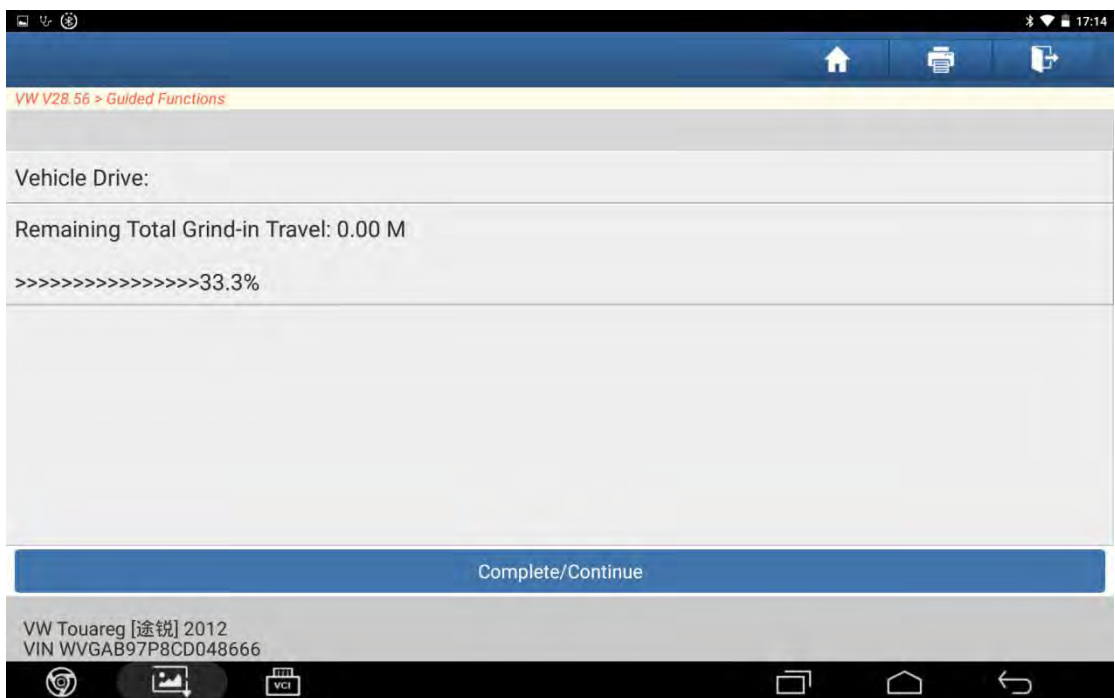 17:14
VW V28.56 > Guided Functions
Vehicle Drive:
Remaining Total Grind-in Travel: 0.00 M
>>>>>>>>>>>>>>>>33.3%
Complete/Continue
VW Touareg [途锐] 2012
VIN WVGAB97P8CD048666
VCI